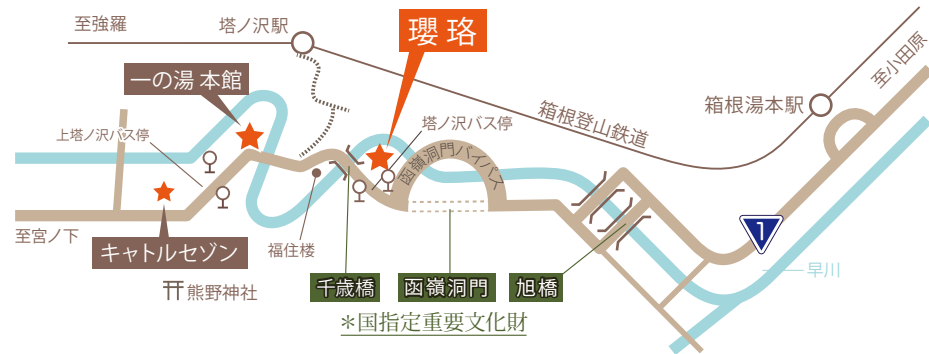 至強羅
塔ノ沢駅
瓔珞
至小田原
一の湯 本館
箱根登山鉄道
箱根湯本駅
上塔ノ沢バス停
塔ノ沢バス停
函嶺洞門バイパス
1
至宮ノ下
キャトルセゾン
福住楼
早川
熊野神社
千歳橋
函嶺洞門
旭橋
＊国指定重要文化財